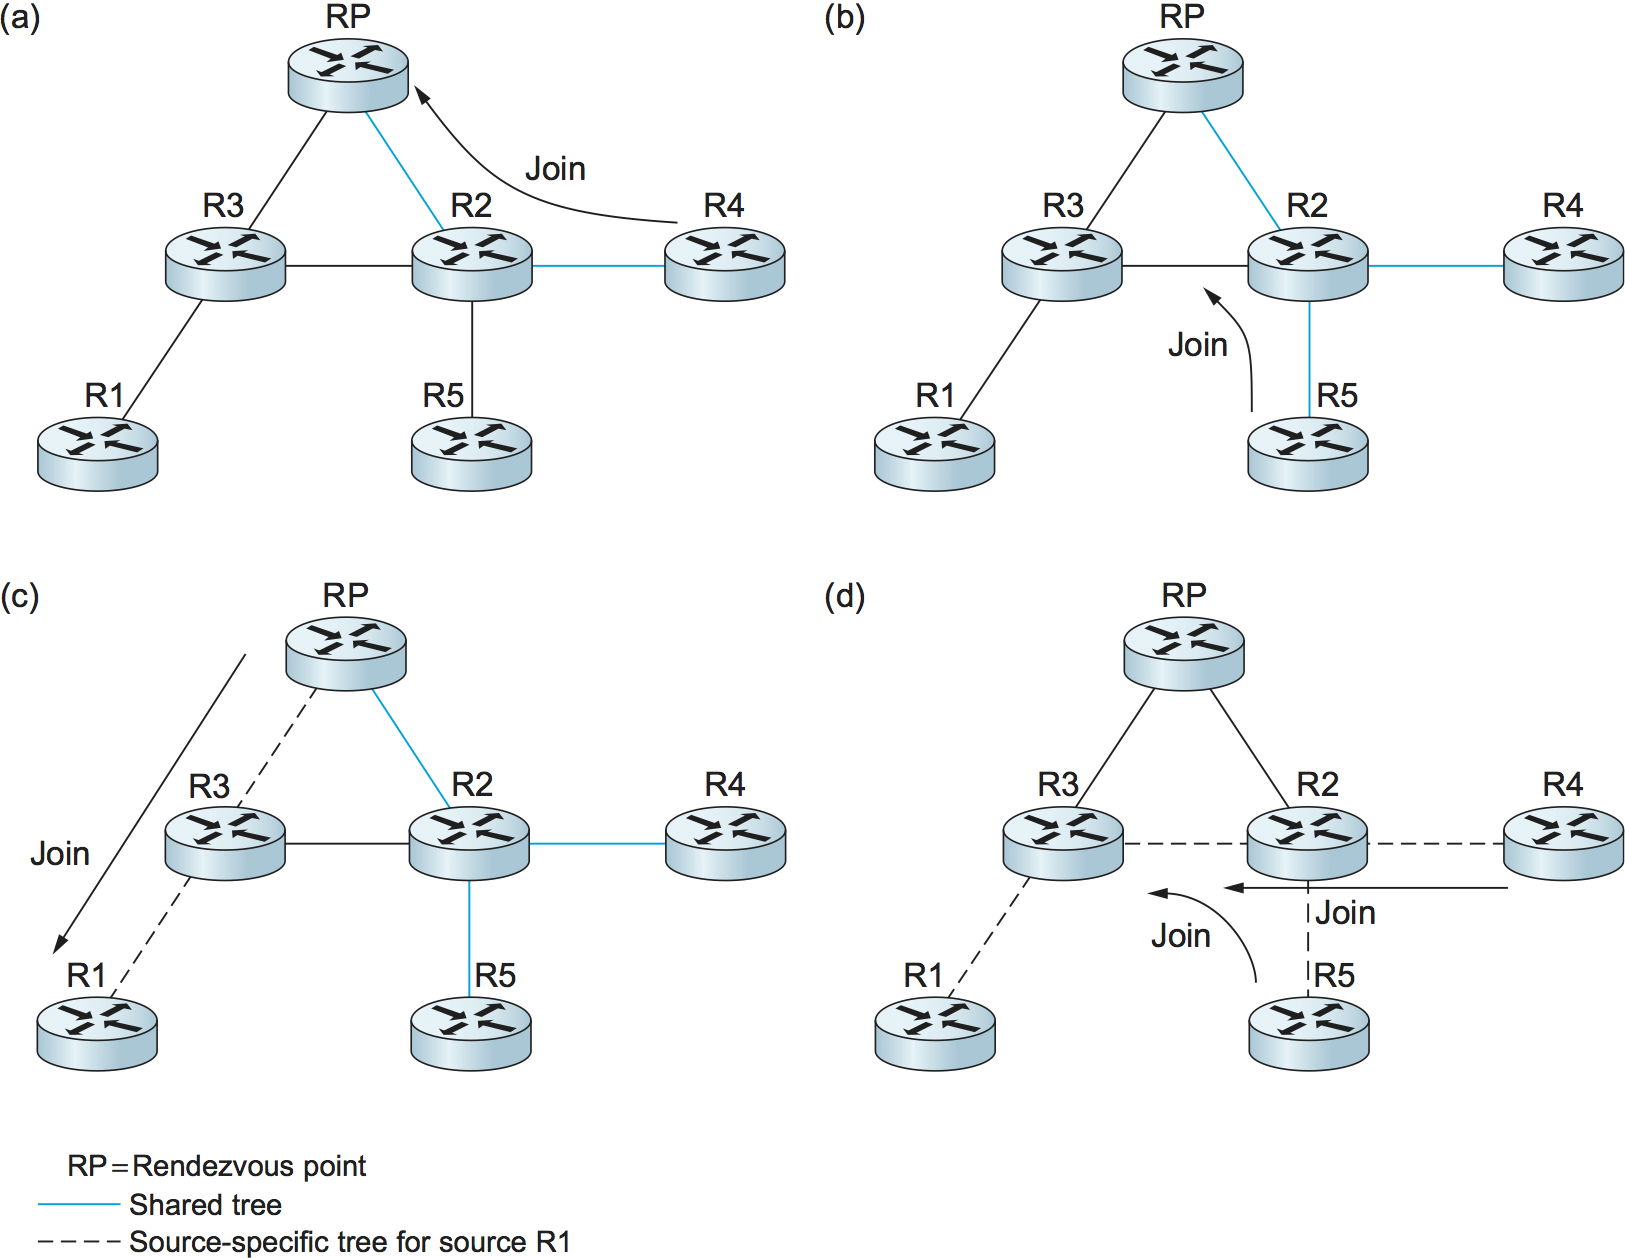 (a)
RP
Join
R3
R2
R4
R1
R5
(b)
RP
R3
R2
R4
Join
R1
R5
(c)
RP
R3
R2
R4
Join
R1
R5
(d)
RP
R3
R2
R4
Join
Join
R1
R5
RP=Rendezvous point
Shared tree
Source-specific tree for source R1